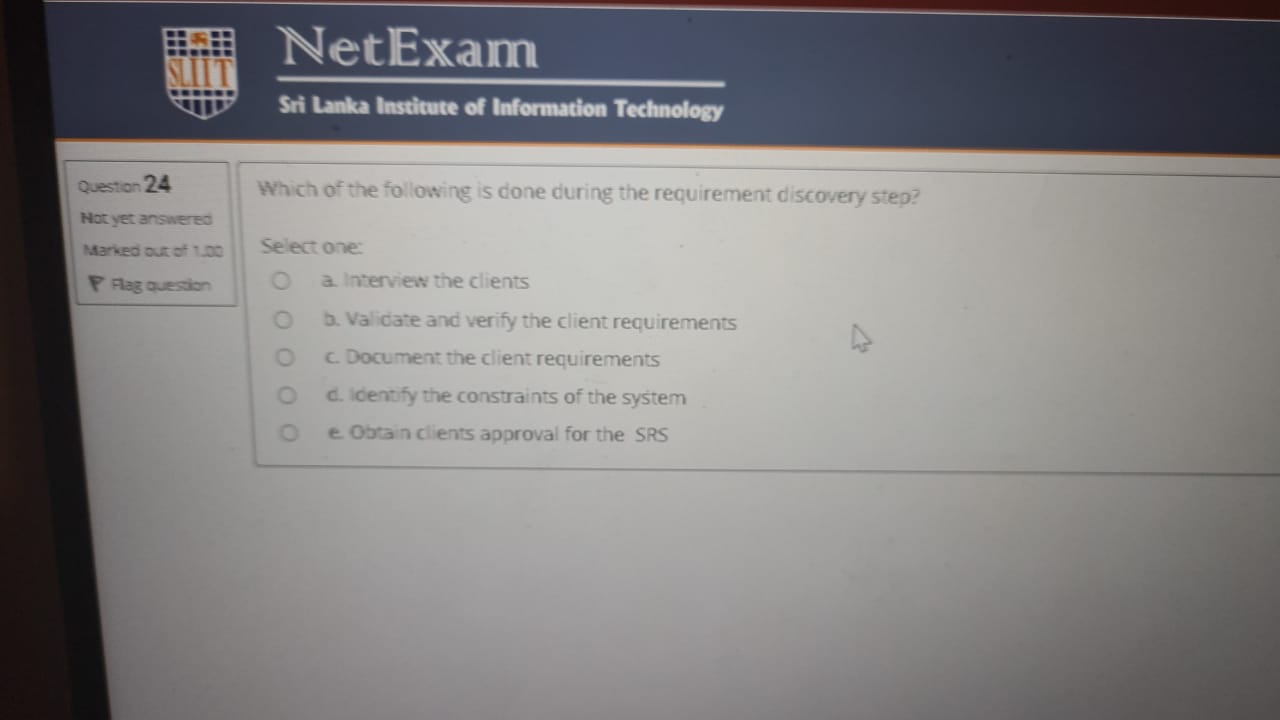 SLIIT
NetExam
Sri Lanka Institute of Information Technology
Question 24
Not yet answered
Marked out of 1.00
Flag question
Which of the following is done during the requirement discovery step?
Select one:
a. Interview the clients
b. Validate and verify the client requirements
c. Document the client requirements
d. Identify the constraints of the system
e. Obtain clients approval for the SRS